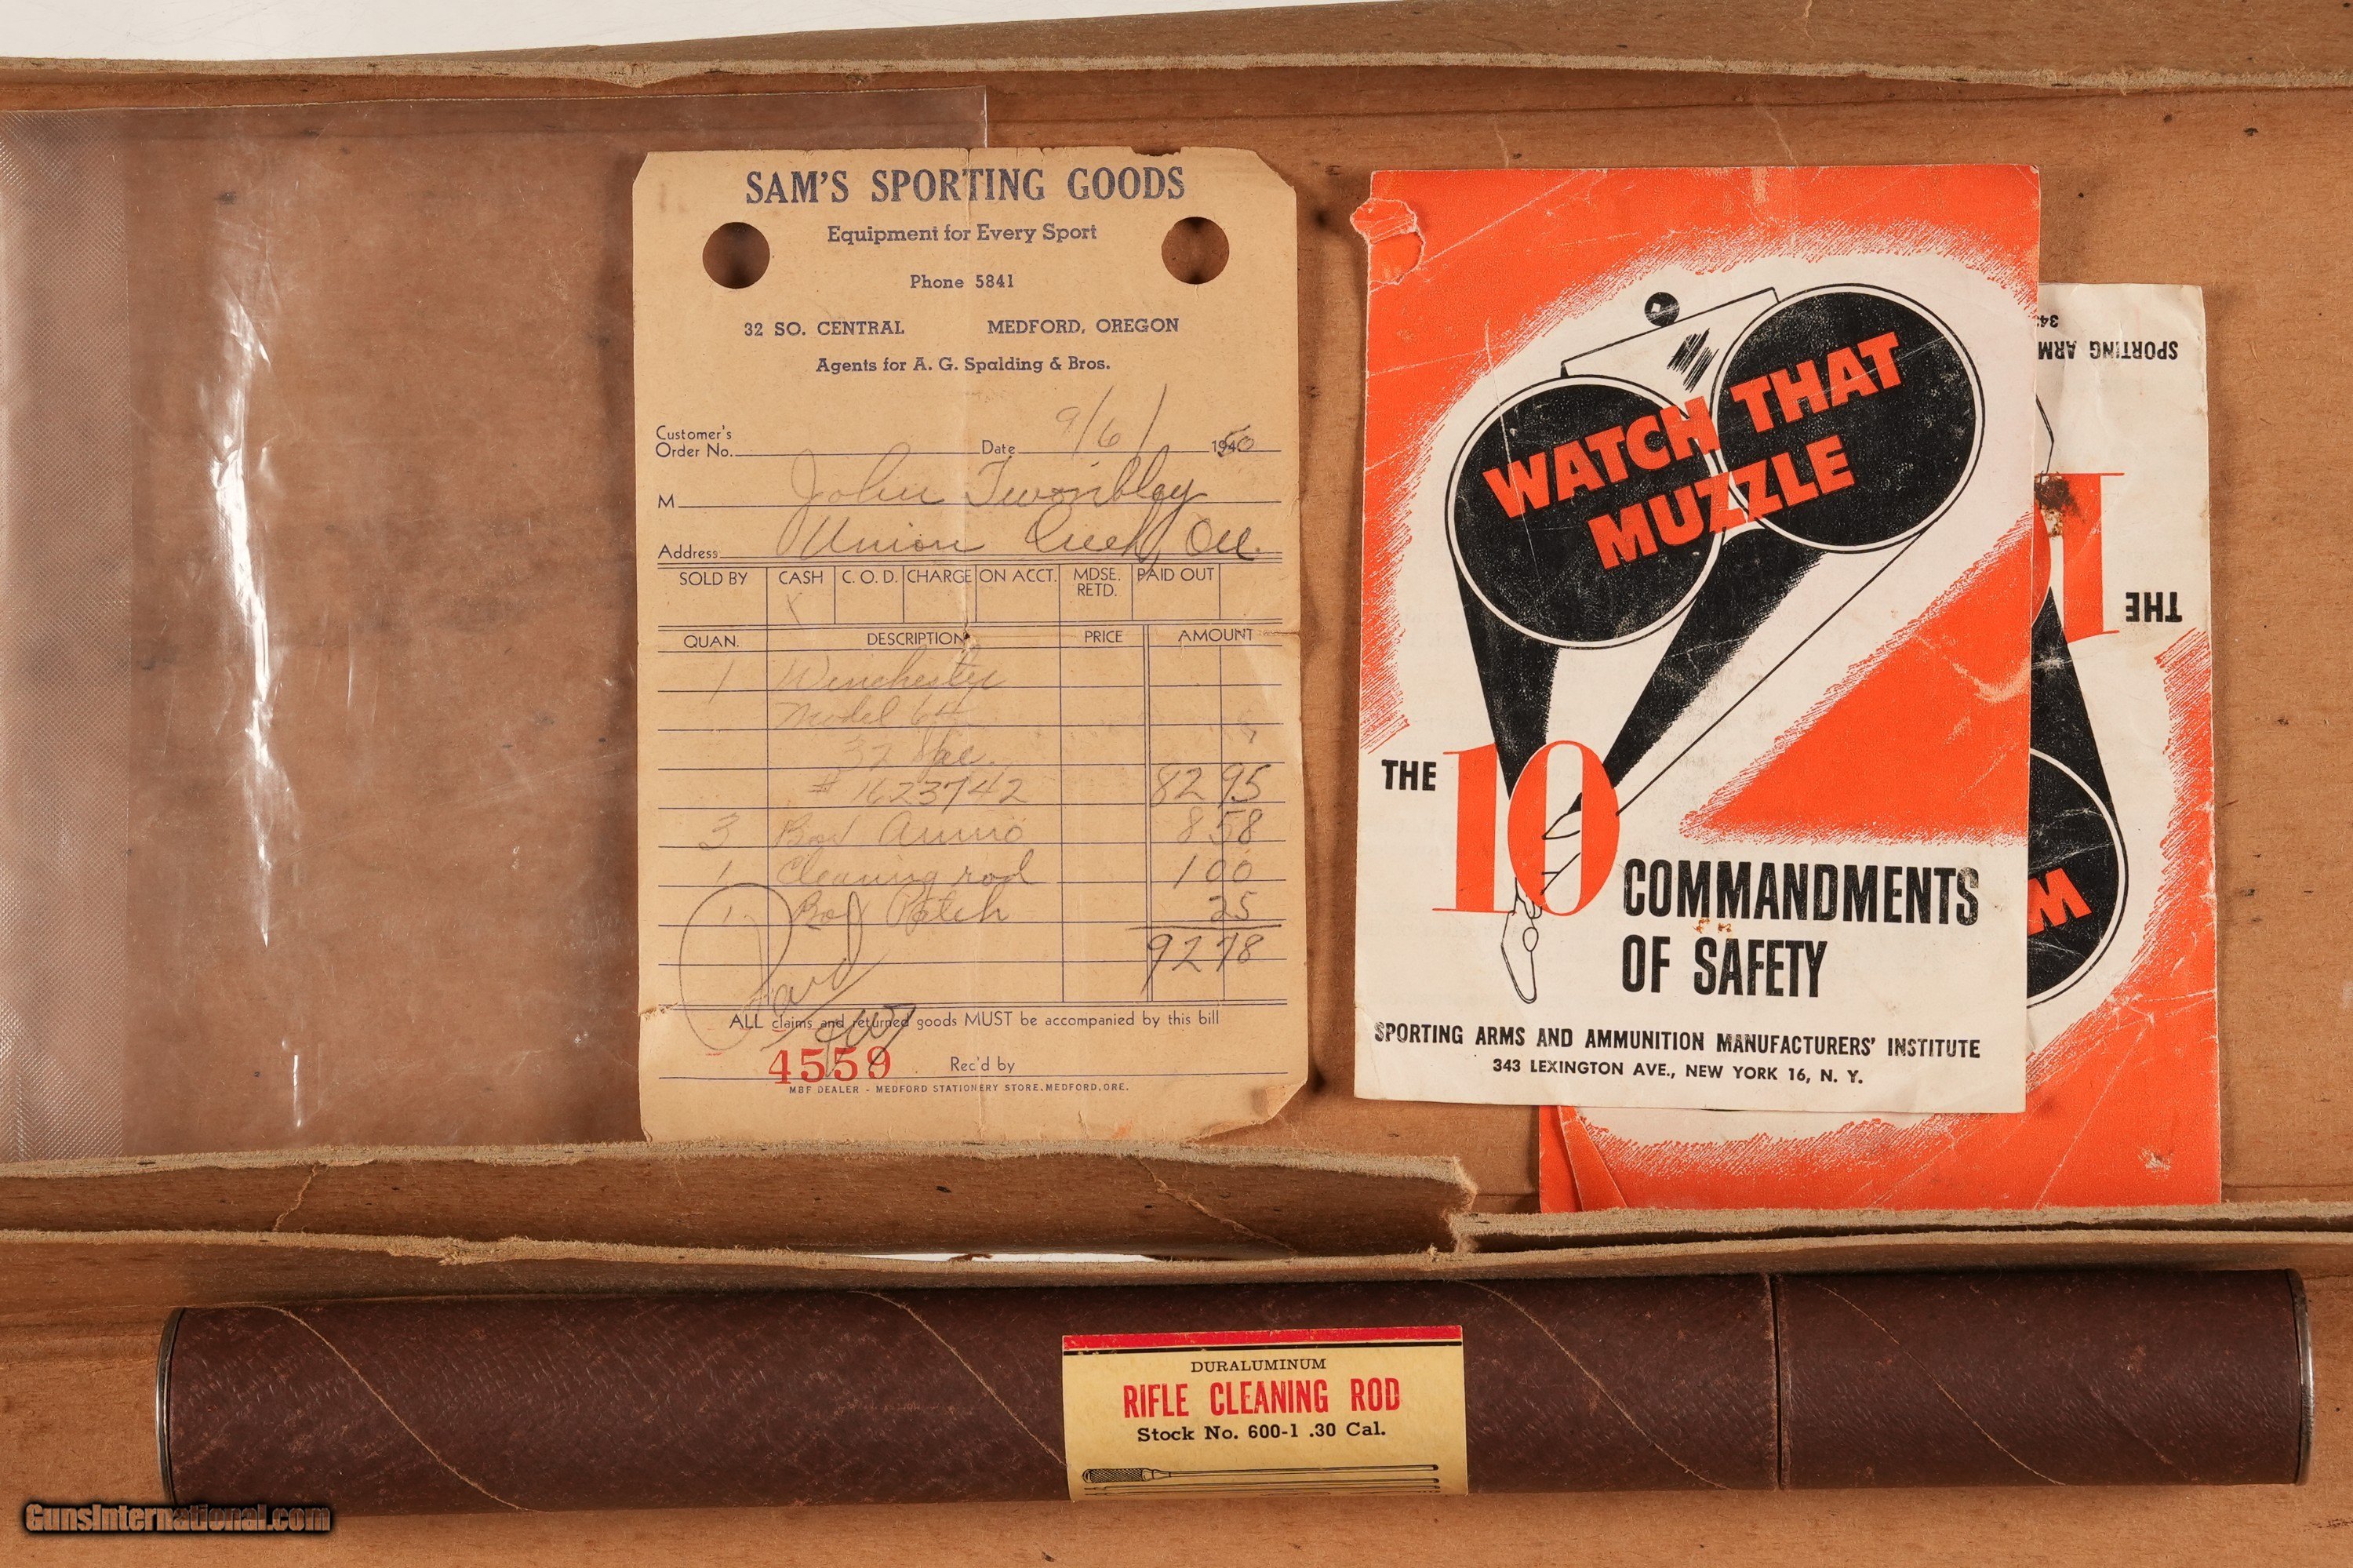 SAM'S SPORTING GOODS
Equipment for Every Sport
Phone 5841
32 SO. CENTRAL MEDFORD, OREGON
Agents for A. G. Spalding & Bros.
Customer's
Order No. Date 9/6/ 1950
M John Twombley
Address Union Creek, Ore.
SOLD BY CASH C. O. D. CHARGE ON ACCT. MDSE. RETD. PAID OUT
X
QUAN. DESCRIPTION PRICE AMOUNT
1 Winchester
Model 64
32 Spe.
# 1623742 82 95
3 Box Ammo 8 58
1 Cleaning rod 1 00
1 Box Patch 25
92 78
Paid
ALL claims and returned goods MUST be accompanied by this bill
4559 Rec'd by
MBF DEALER - MEDFORD STATIONERY STORE, MEDFORD, ORE.
WATCH THAT
MUZZLE
THE 10
COMMANDMENTS
OF SAFETY
SPORTING ARMS AND AMMUNITION MANUFACTURERS' INSTITUTE
343 LEXINGTON AVE., NEW YORK 16, N. Y.
343
SPORTING ARM
THE 1
M
DURALUMINUM
RIFLE CLEANING ROD
Stock No. 600-1 .30 Cal.
GunsInternational.com